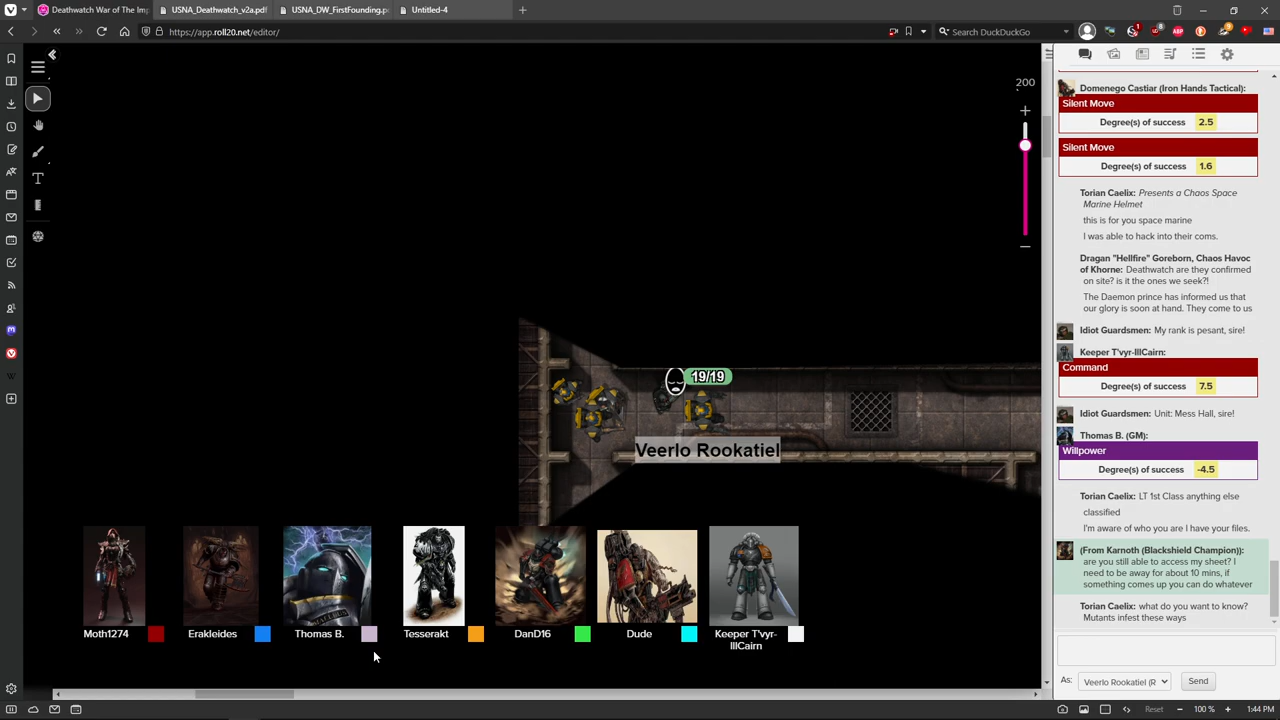 Deathwatch War of The Imp
USNA_Deathwatch_v2a.pdf
USNA_DW_FirstFounding.pd
Untitled-4
https://app.roll20.net/editor/
Search DuckDuckGo
200
Domenego Castiar (Iron Hands Tactical):
Silent Move
Degree(s) of success 2.5
Silent Move
Degree(s) of success 1.6
Torian Caelix: Presents a Chaos Space
Marine Helmet
this is for you space marine
I was able to hack into their coms.
Dragan "Hellfire" Goreborn, Chaos Havoc
of Khorne: Deathwatch are they confirmed
on site? is it the ones we seek?!
The Daemon prince has informed us that
our glory is soon at hand. They come to us
Idiot Guardsmen: My rank is pesant, sire!
Keeper T'vyr-IllCairn:
Command
Degree(s) of success 7.5
Idiot Guardsmen: Unit: Mess Hall, sire!
Thomas B. (GM):
Willpower
Degree(s) of success -4.5
Torian Caelix: LT 1st Class anything else
classified
I'm aware of who you are I have your files.
(From Karnoth (Blackshield Champion)):
are you still able to access my sheet? I
need to be away for about 10 mins, if
something comes up you can do whatever
Torian Caelix: what do you want to know?
Mutants infest these ways
19/19
Veerlo Rookatiel
Moth1274
Erakleides
Thomas B.
Tesserakt
DanD16
Dude
Keeper T'vyr-
IllCairn
As: Veerlo Rookatiel (R
Send
Reset
100 %
1:44 PM